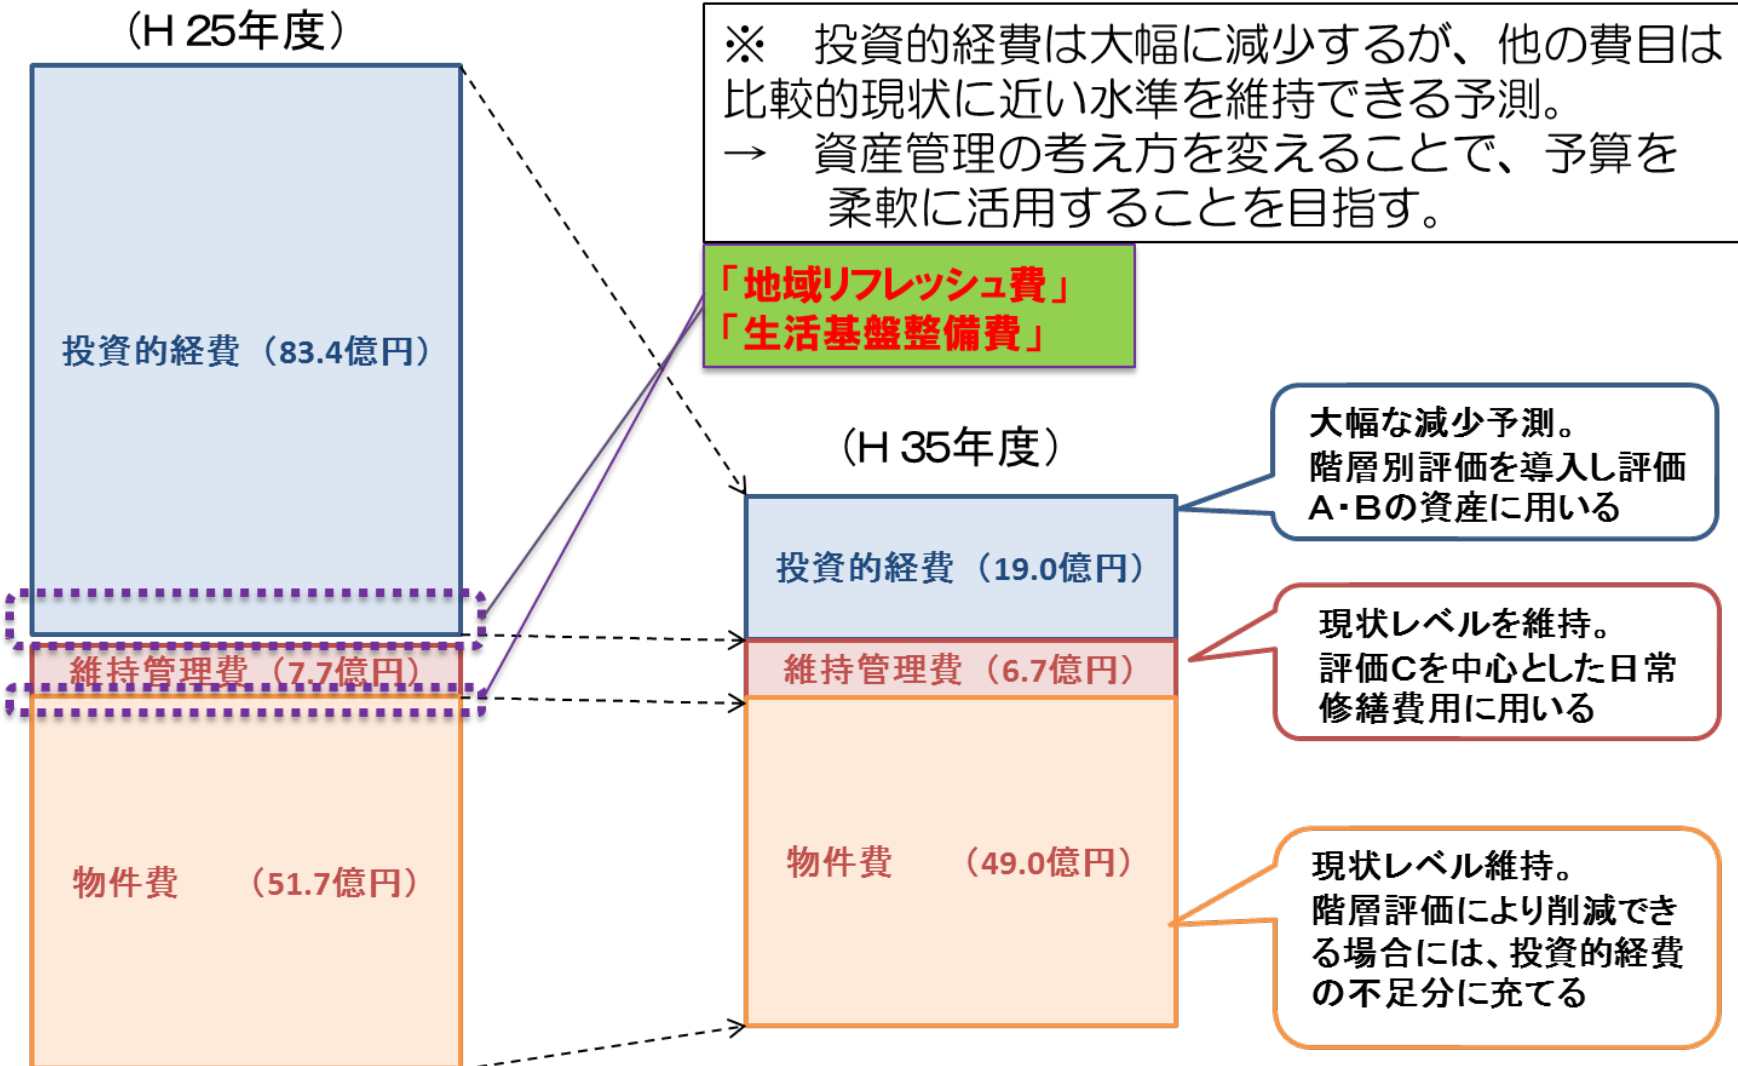 （H 25年度）
※　投資的経費は大幅に減少するが、他の費目は
比較的現状に近い水準を維持できる予測。
→　資産管理の考え方を変えることで、予算を
柔軟に活用することを目指す。
「地域リフレッシュ費」
「生活基盤整備費」
投資的経費（83.4億円）
維持管理費（7.7億円）
物件費　　（51.7億円）
（H 35年度）
投資的経費（19.0億円）
維持管理費（6.7億円）
物件費　　（49.0億円）
大幅な減少予測。
階層別評価を導入し評価
A・Bの資産に用いる
現状レベルを維持。
評価Cを中心とした日常
修繕費用に用いる
現状レベル維持。
階層評価により削減でき
る場合には、投資的経費
の不足分に充てる